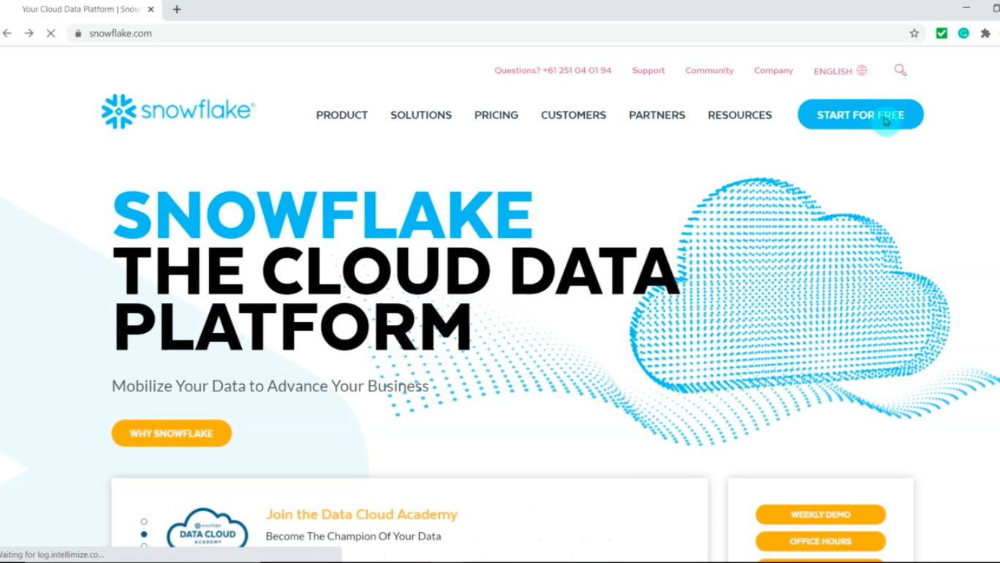 Your Cloud Data Platform | Snow
snowflake.com
Questions? +61 251 04 01 94 Support Community Company ENGLISH
snowflake®
PRODUCT SOLUTIONS PRICING CUSTOMERS PARTNERS RESOURCES START FOR FREE
SNOWFLAKE
THE CLOUD DATA
PLATFORM
Mobilize Your Data to Advance Your Business
WHY SNOWFLAKE
Join the Data Cloud Academy
Become The Champion Of Your Data
snowflake
DATA CLOUD
ACADEMY
WEEKLY DEMO
OFFICE HOURS
Waiting for log.intellimize.co...